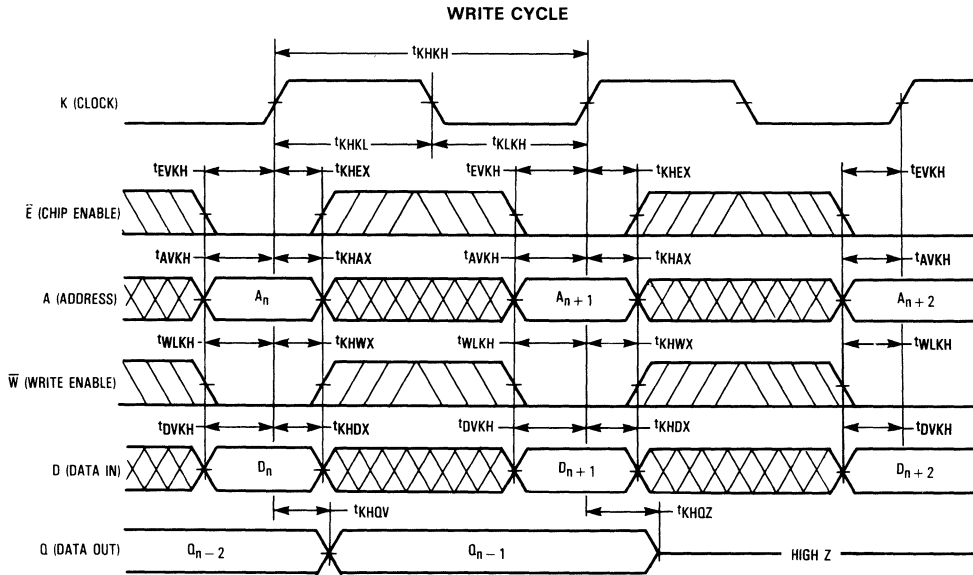 WRITE CYCLE
tKHKH
K (CLOCK)
tKHKL tKLKH
tEVKH tKHEX tEVKH tKHEX tEVKH
E̅ (CHIP ENABLE)
tAVKH tKHAX tAVKH tKHAX tAVKH
A (ADDRESS) An An + 1 An + 2
tWLKH tKHWX tWLKH tKHWX tWLKH
W̅ (WRITE ENABLE)
tDVKH tKHDX tDVKH tKHDX tDVKH
D (DATA IN) Dn Dn + 1 Dn + 2
tKHQV tKHQZ
Q (DATA OUT) Qn – 2 Qn – 1 HIGH Z